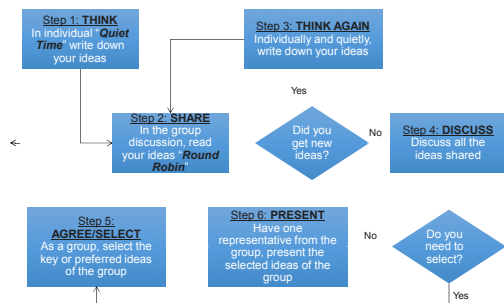 Step 1: THINK
In individual "Quiet
Time" write down
your ideas
Step 3: THINK AGAIN
Individually and quietly,
write down your ideas
Yes
Step 2: SHARE
In the group
discussion, read
your ideas "Round
Robin"
Did you
get new
ideas?
No
Step 4: DISCUSS
Discuss all the
ideas shared
Step 5:
AGREE/SELECT
As a group, select the
key or preferred ideas
of the group
Step 6: PRESENT
Have one
representative from the
group, present the
selected ideas of the
group
No
Do you
need to
select?
Yes